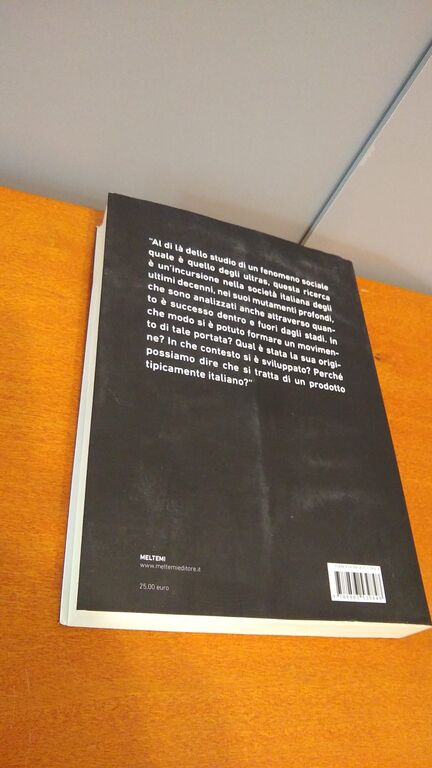 "Al di là dello studio di un fenomeno sociale
quale è quello degli ultras, questa ricerca
è un'incursione nella società italiana degli
ultimi decenni, nei suoi mutamenti profondi,
che sono analizzati anche attraverso quan-
to è successo dentro e fuori dagli stadi. In
che modo si è potuto formare un movimen-
to di tale portata? Qual è stata la sua origi-
ne? In che contesto si è sviluppato? Perché
possiamo dire che si tratta di un prodotto
tipicamente italiano?"
MELTEMI
www.meltemieditore.it
25,00 euro